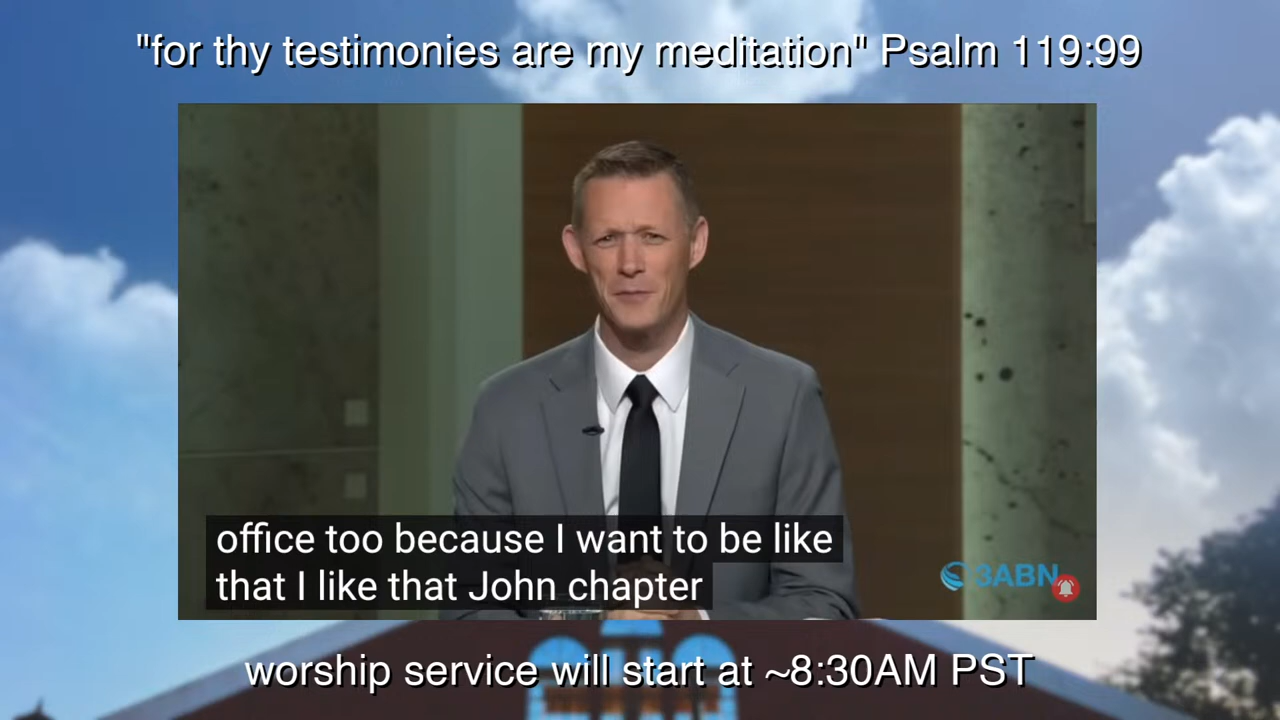 "for thy testimonies are my meditation" Psalm 119:99
office too because I want to be like
that I like that John chapter
3ABN
worship service will start at ~8:30AM PST